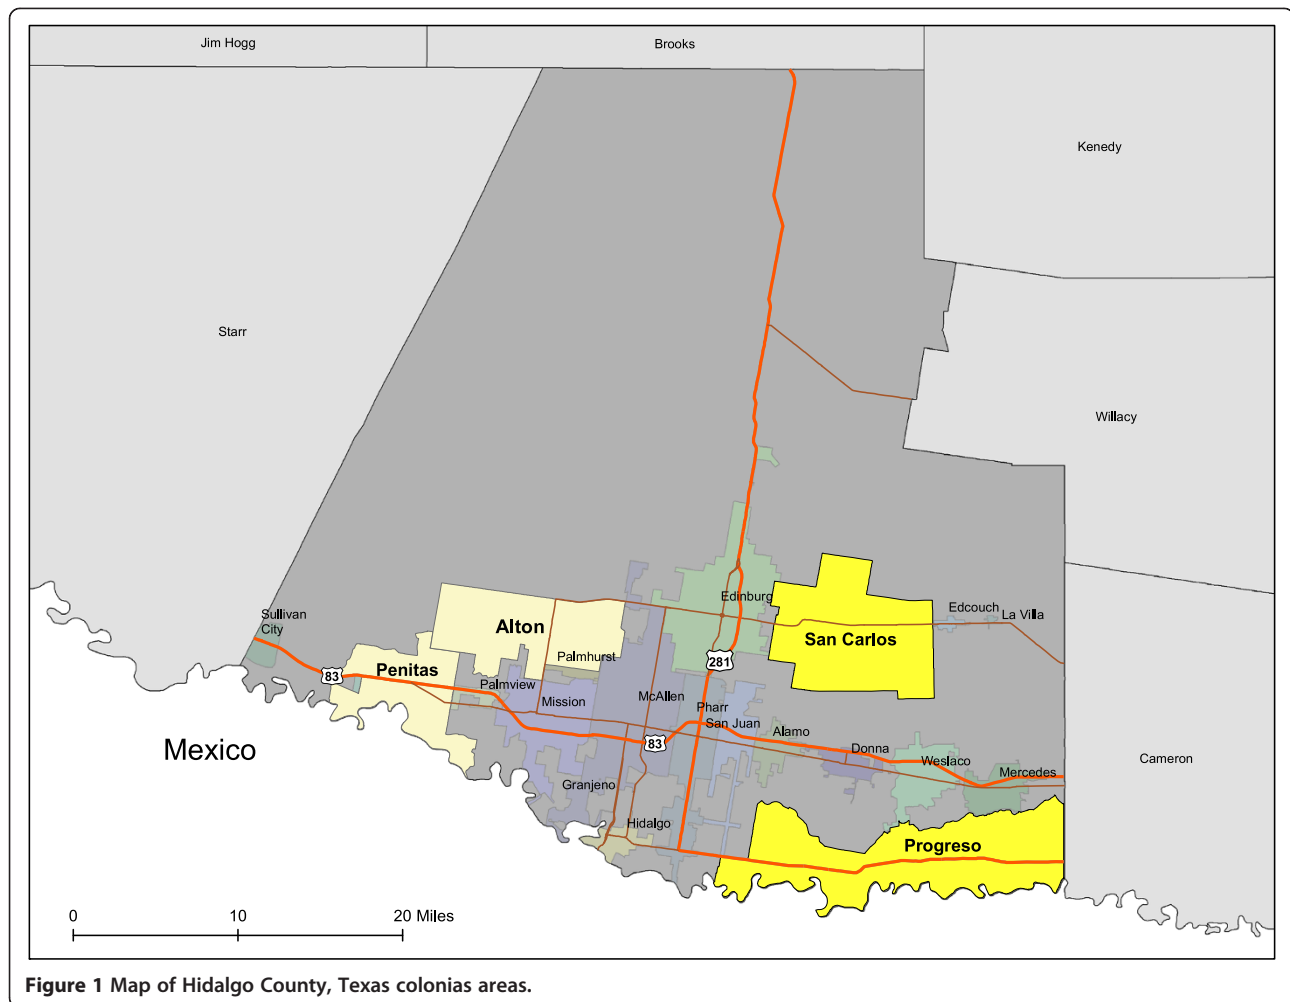 Jim Hogg
Brooks
Kenedy
Starr
Willacy
Sullivan
City
Edinburg
Edcouch
La Villa
Alton
San Carlos
Palmhurst
281
Penitas
83
Palmview
Mission
McAllen
Pharr
San Juan
Alamo
Mexico
83
Donna
Weslaco
Cameron
Mercedes
Granjeno
Hidalgo
Progreso
0 10 20 Miles
Figure 1 Map of Hidalgo County, Texas colonias areas.